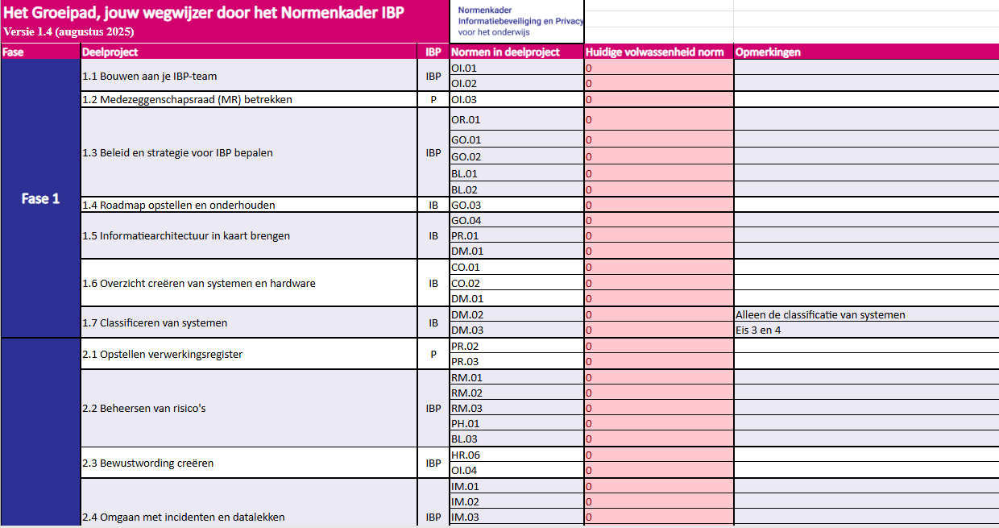 Het Groeipad, jouw wegwijzer door het Normenkader IBP
Versie 1.4 (augustus 2025)
Normenkader
Informatiebeveiliging en Privacy
voor het onderwijs
Fase Deelproject IBP Normen in deelproject Huidige volwassenheid norm Opmerkingen
Fase 1
1.1 Bouwen aan je IBP-team IBP
OI.01 0
OI.02 0
1.2 Medezeggenschapsraad (MR) betrekken P OI.03 0
1.3 Beleid en strategie voor IBP bepalen IBP
OR.01 0
GO.01 0
GO.02 0
BL.01 0
BL.02 0
1.4 Roadmap opstellen en onderhouden IB GO.03 0
1.5 Informatiearchitectuur in kaart brengen IB
GO.04 0
PR.01 0
DM.01 0
1.6 Overzicht creëren van systemen en hardware IB
CO.01 0
CO.02 0
DM.01 0
1.7 Classificeren van systemen IB
DM.02 0 Alleen de classificatie van systemen
DM.03 0 Eis 3 en 4
2.1 Opstellen verwerkingsregister P
PR.02 0
PR.03 0
2.2 Beheersen van risico's IBP
RM.01 0
RM.02 0
RM.03 0
PH.01 0
BL.03 0
2.3 Bewustwording creëren IBP
HR.06 0
OI.04 0
2.4 Omgaan met incidenten en datalekken IBP
IM.01 0
IM.02 0
IM.03 0